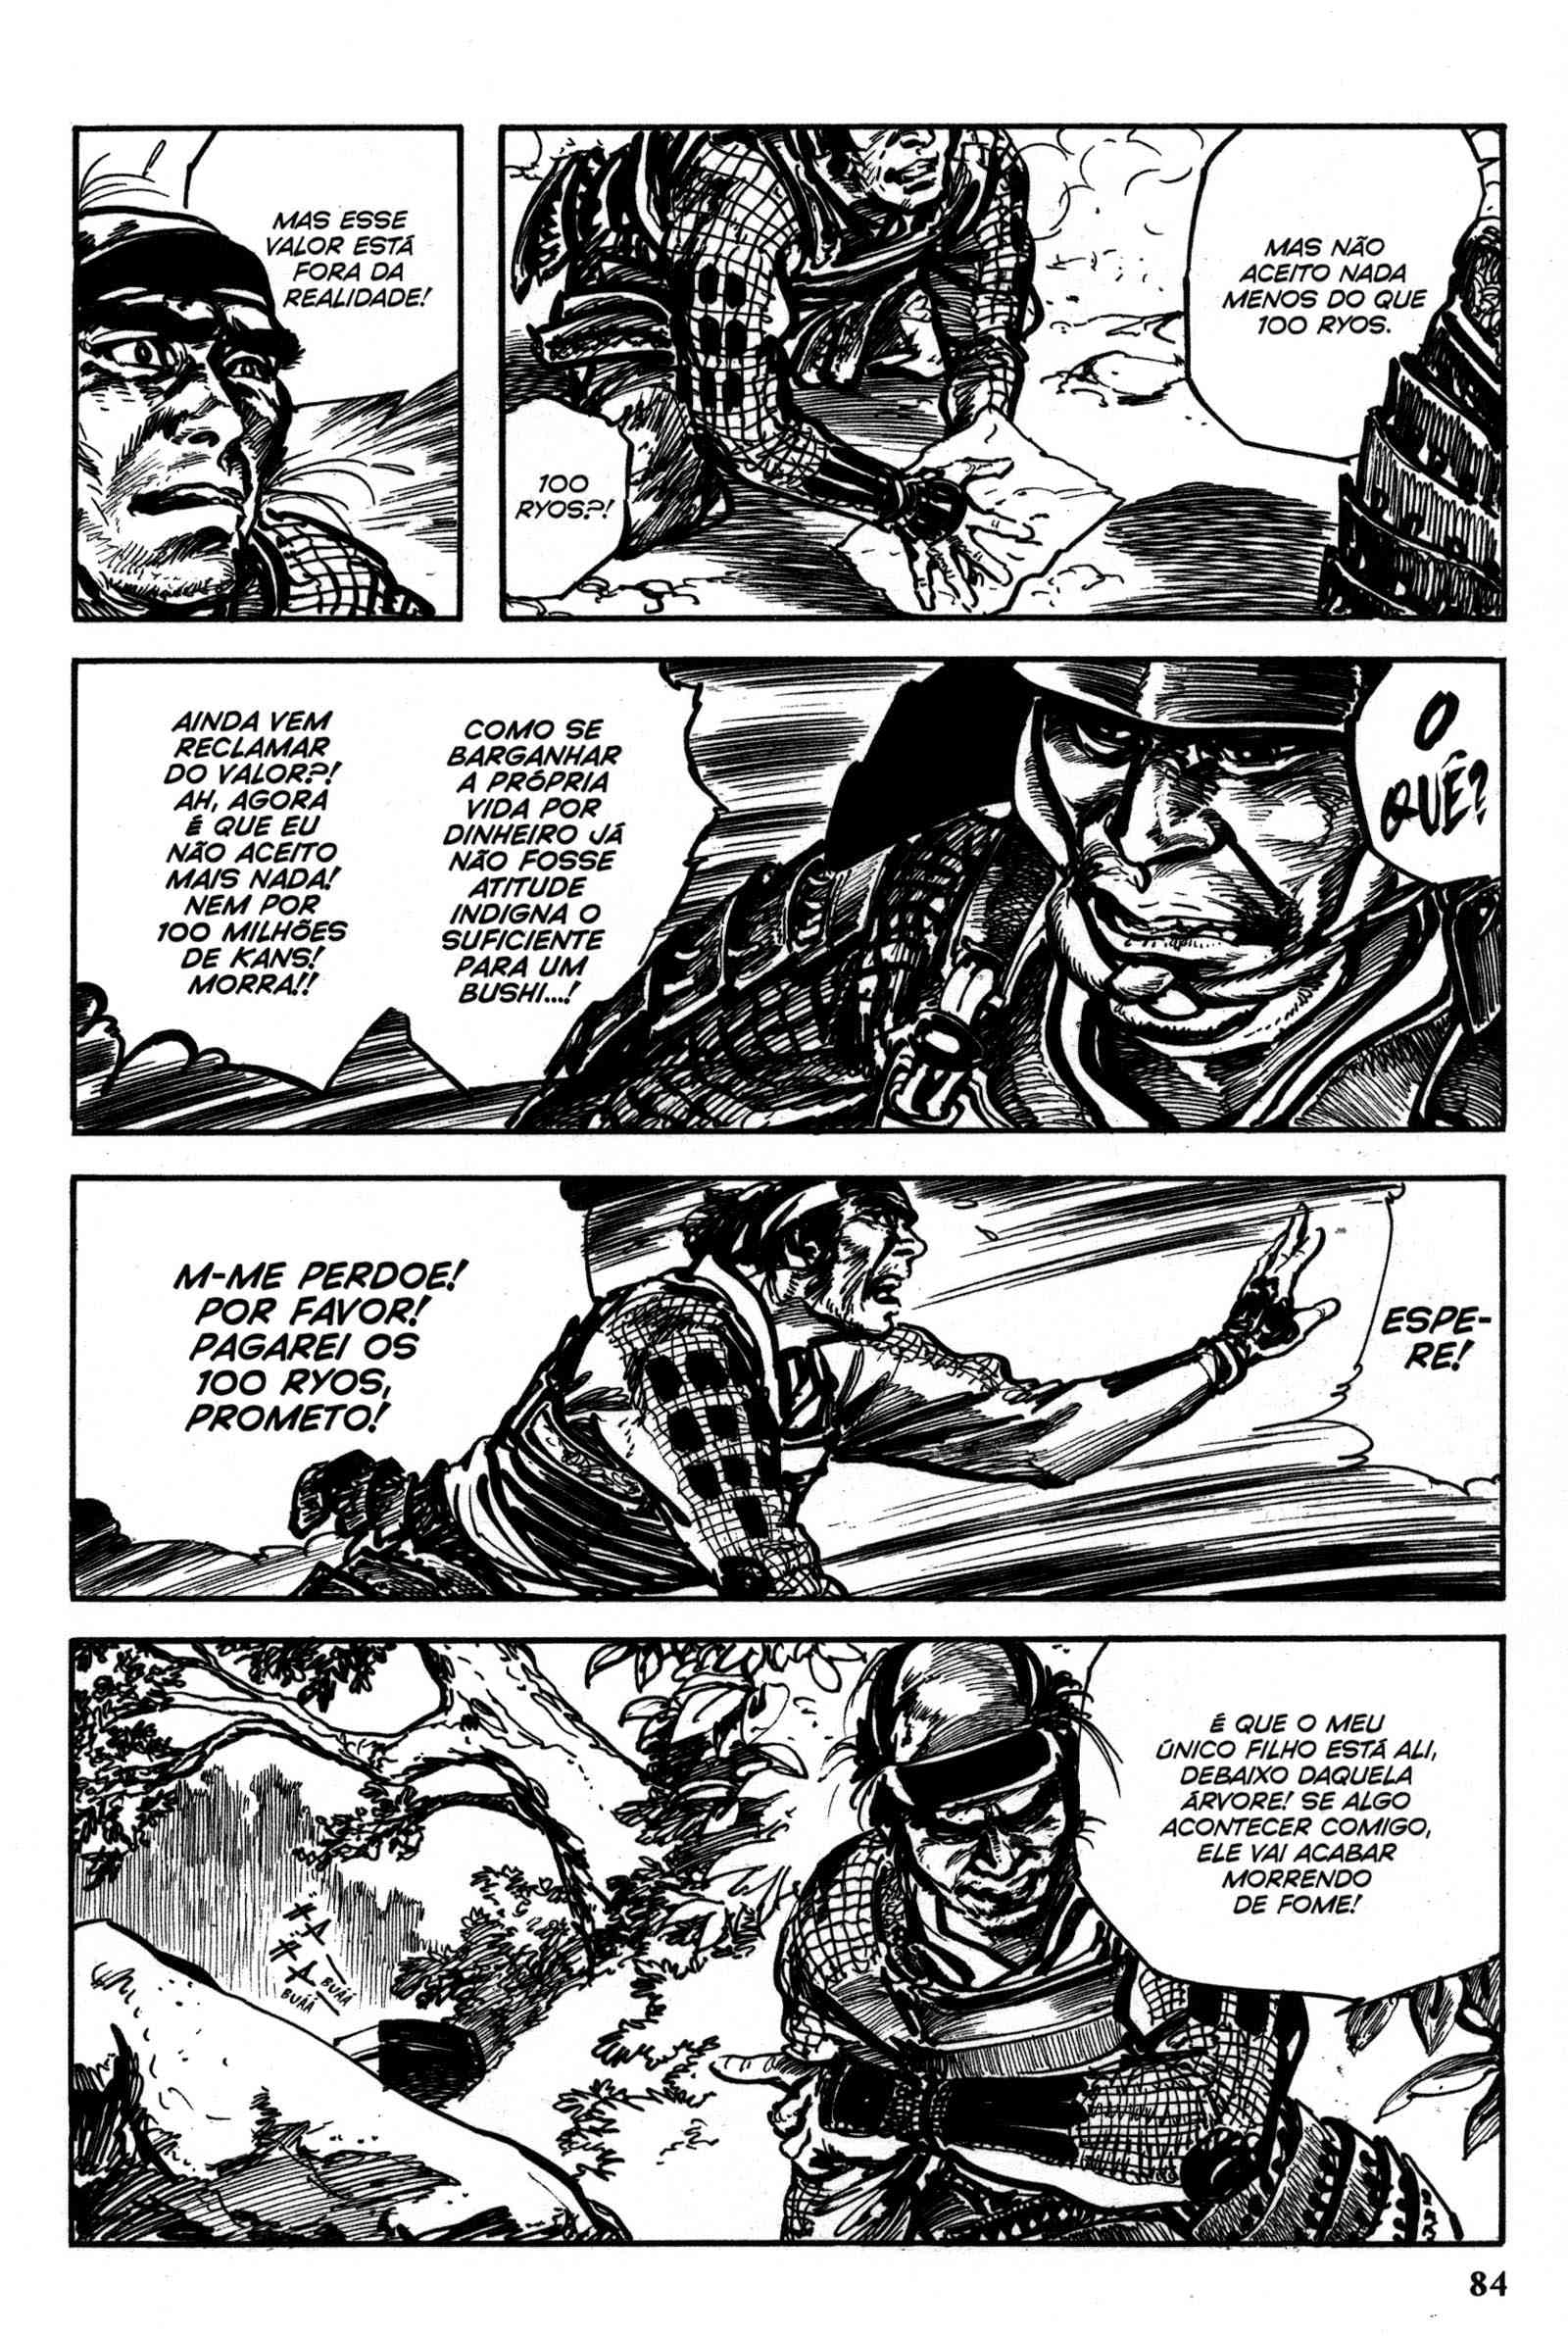 MAS NÃO
ACEITO NADA
MENOS DO QUE
100 RYOS.
100
RYOS?!
MAS ESSE
VALOR ESTÁ
FORA DA
REALIDADE!
O
QUÊ?
COMO SE
BARGANHAR
A PRÓPRIA
VIDA POR
DINHEIRO JÁ
NÃO FOSSE
ATITUDE
INDIGNA O
SUFICIENTE
PARA UM
BUSHI...!
AINDA VEM
RECLAMAR
DO VALOR?!
AH, AGORA
É QUE EU
NÃO ACEITO
MAIS NADA!
NEM POR
100 MILHÕES
DE KANS!
MORRA!!
ESPE-
RE!
M-ME PERDOE!
POR FAVOR!
PAGAREI OS
100 RYOS,
PROMETO!
É QUE O MEU
ÚNICO FILHO ESTÁ ALI,
DEBAIXO DAQUELA
ÁRVORE! SE ALGO
ACONTECER COMIGO,
ELE VAI ACABAR
MORRENDO
DE FOME!
BUÁÁ
BUÁÁ
84